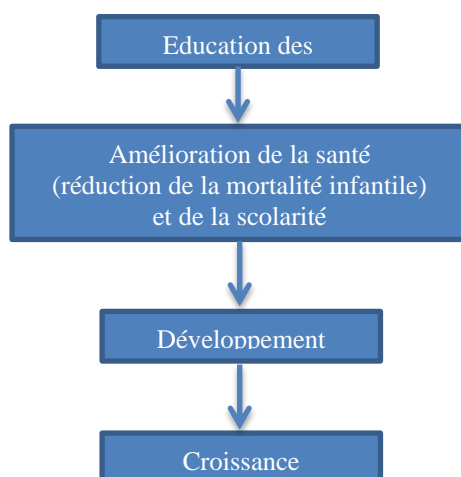 Education des
Amélioration de la santé
(réduction de la mortalité infantile)
et de la scolarité
Développement
Croissance